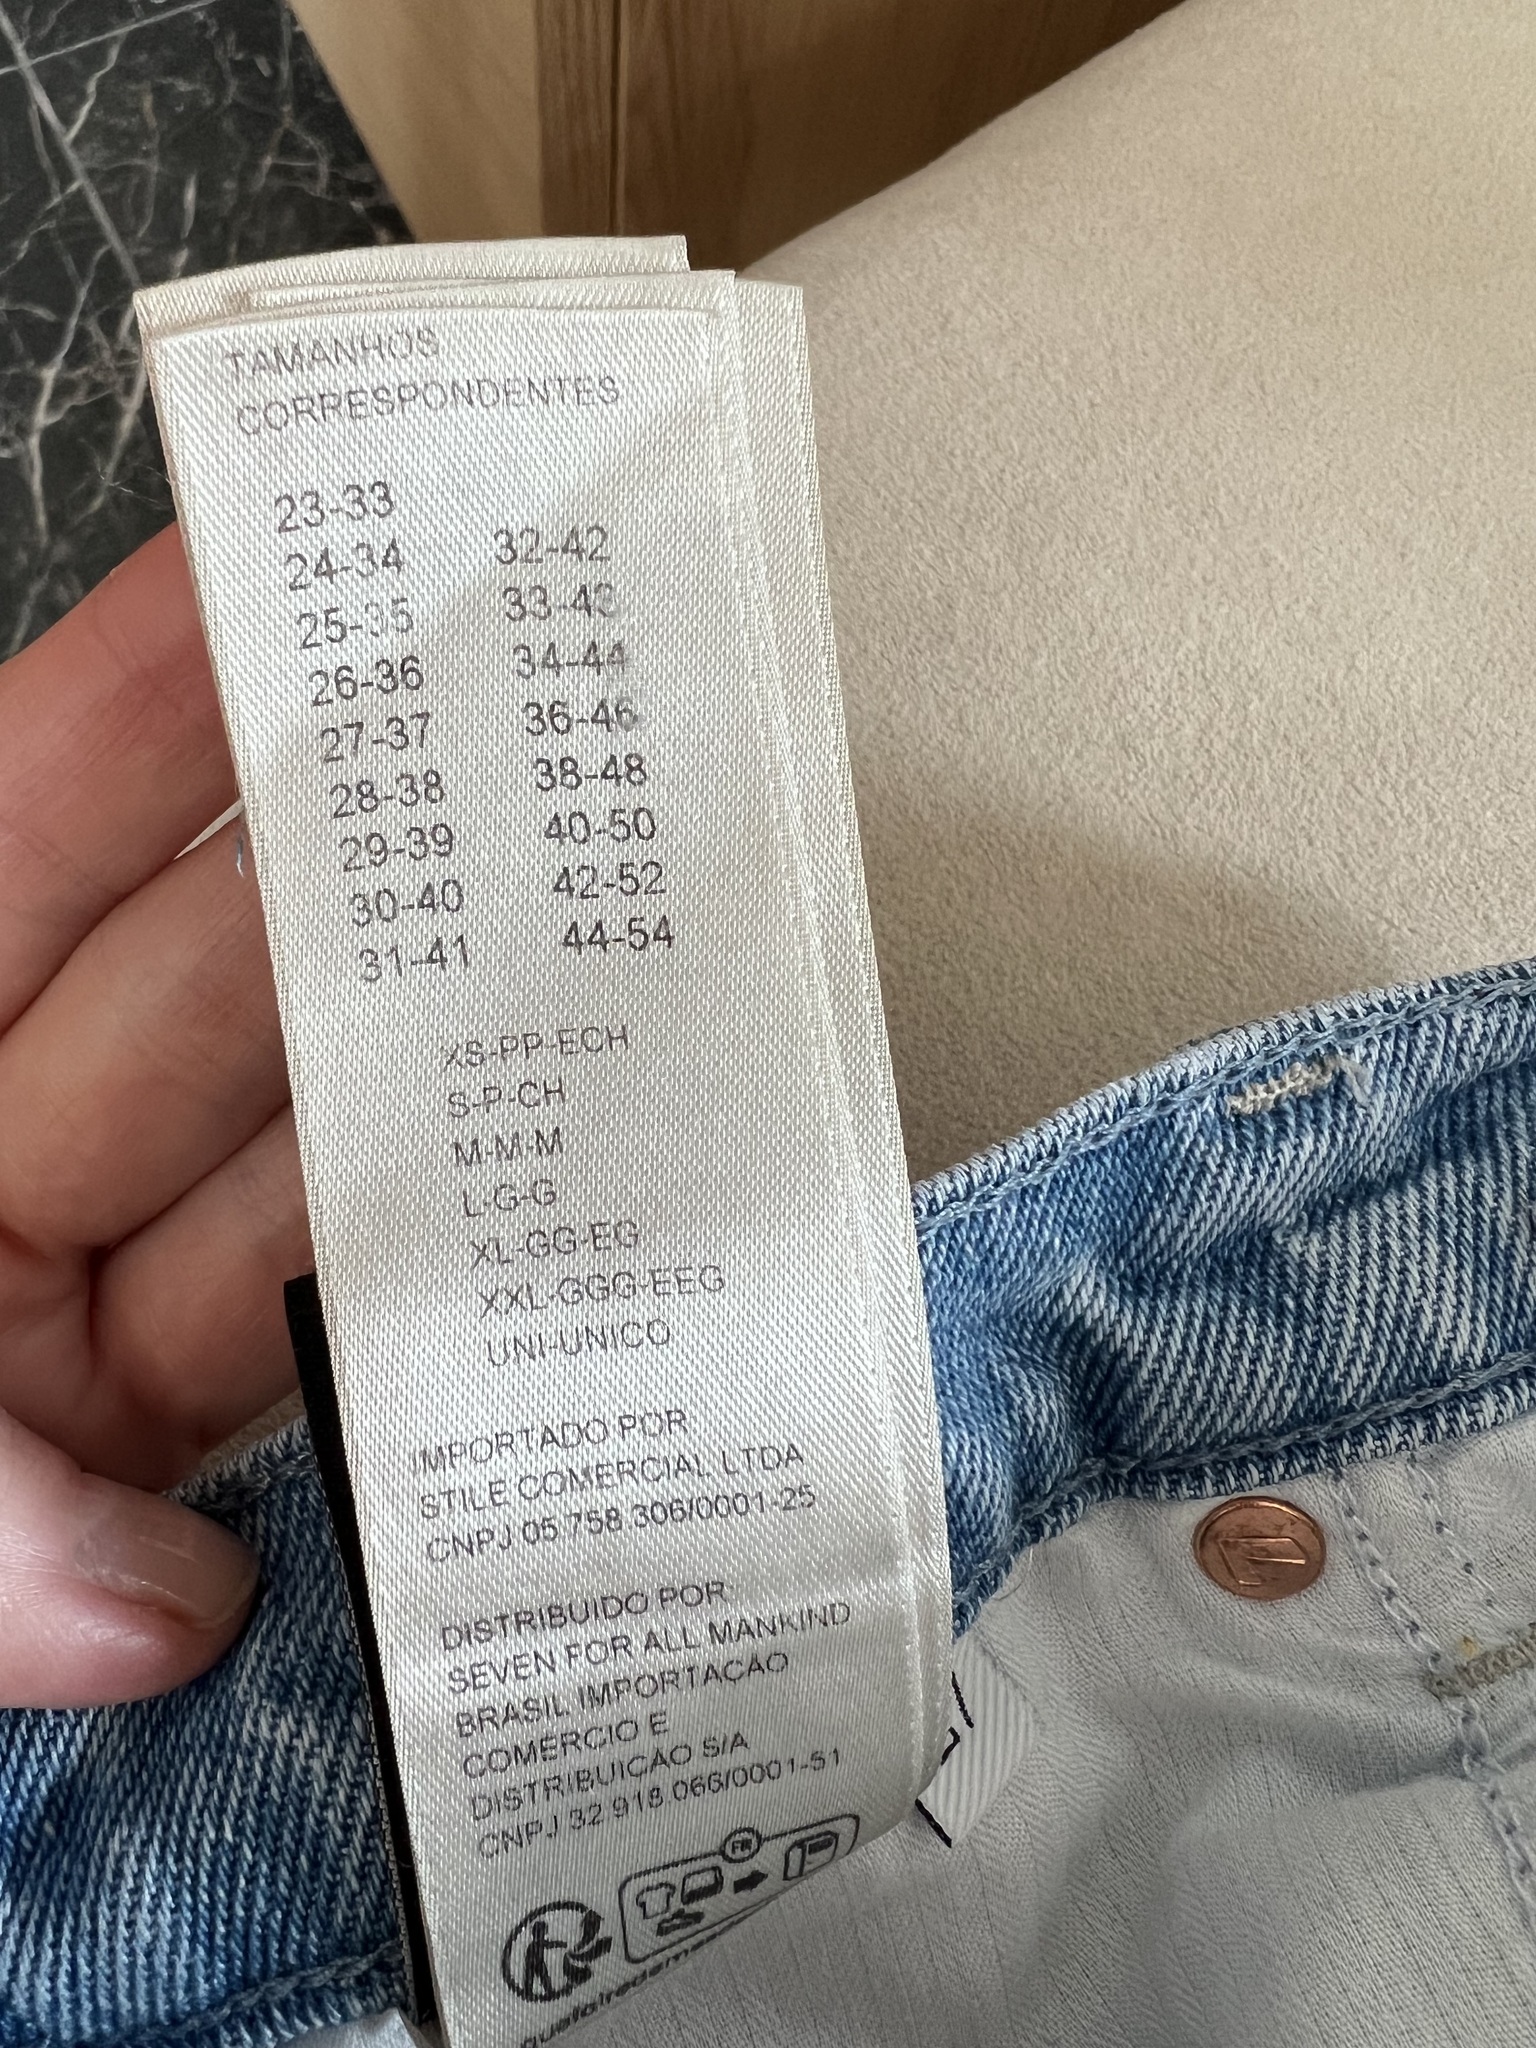 TAMANHOS
CORRESPONDENTES
23-33
24-34 32-42
25-35 33-43
26-36 34-44
27-37 36-46
28-38 38-48
29-39 40-50
30-40 42-52
31-41 44-54
XS-PP-ECH
S-P-CH
M-M-M
L-G-G
XL-GG-EG
XXL-GGG-EEG
UNI-UNICO
IMPORTADO POR
STILE COMERCIAL LTDA
CNPJ 05 758 306/0001-25
DISTRIBUIDO POR
SEVEN FOR ALL MANKIND
BRASIL IMPORTACAO
COMERCIO E
DISTRIBUICAO S/A
CNPJ 32 918 066/0001-51
FR